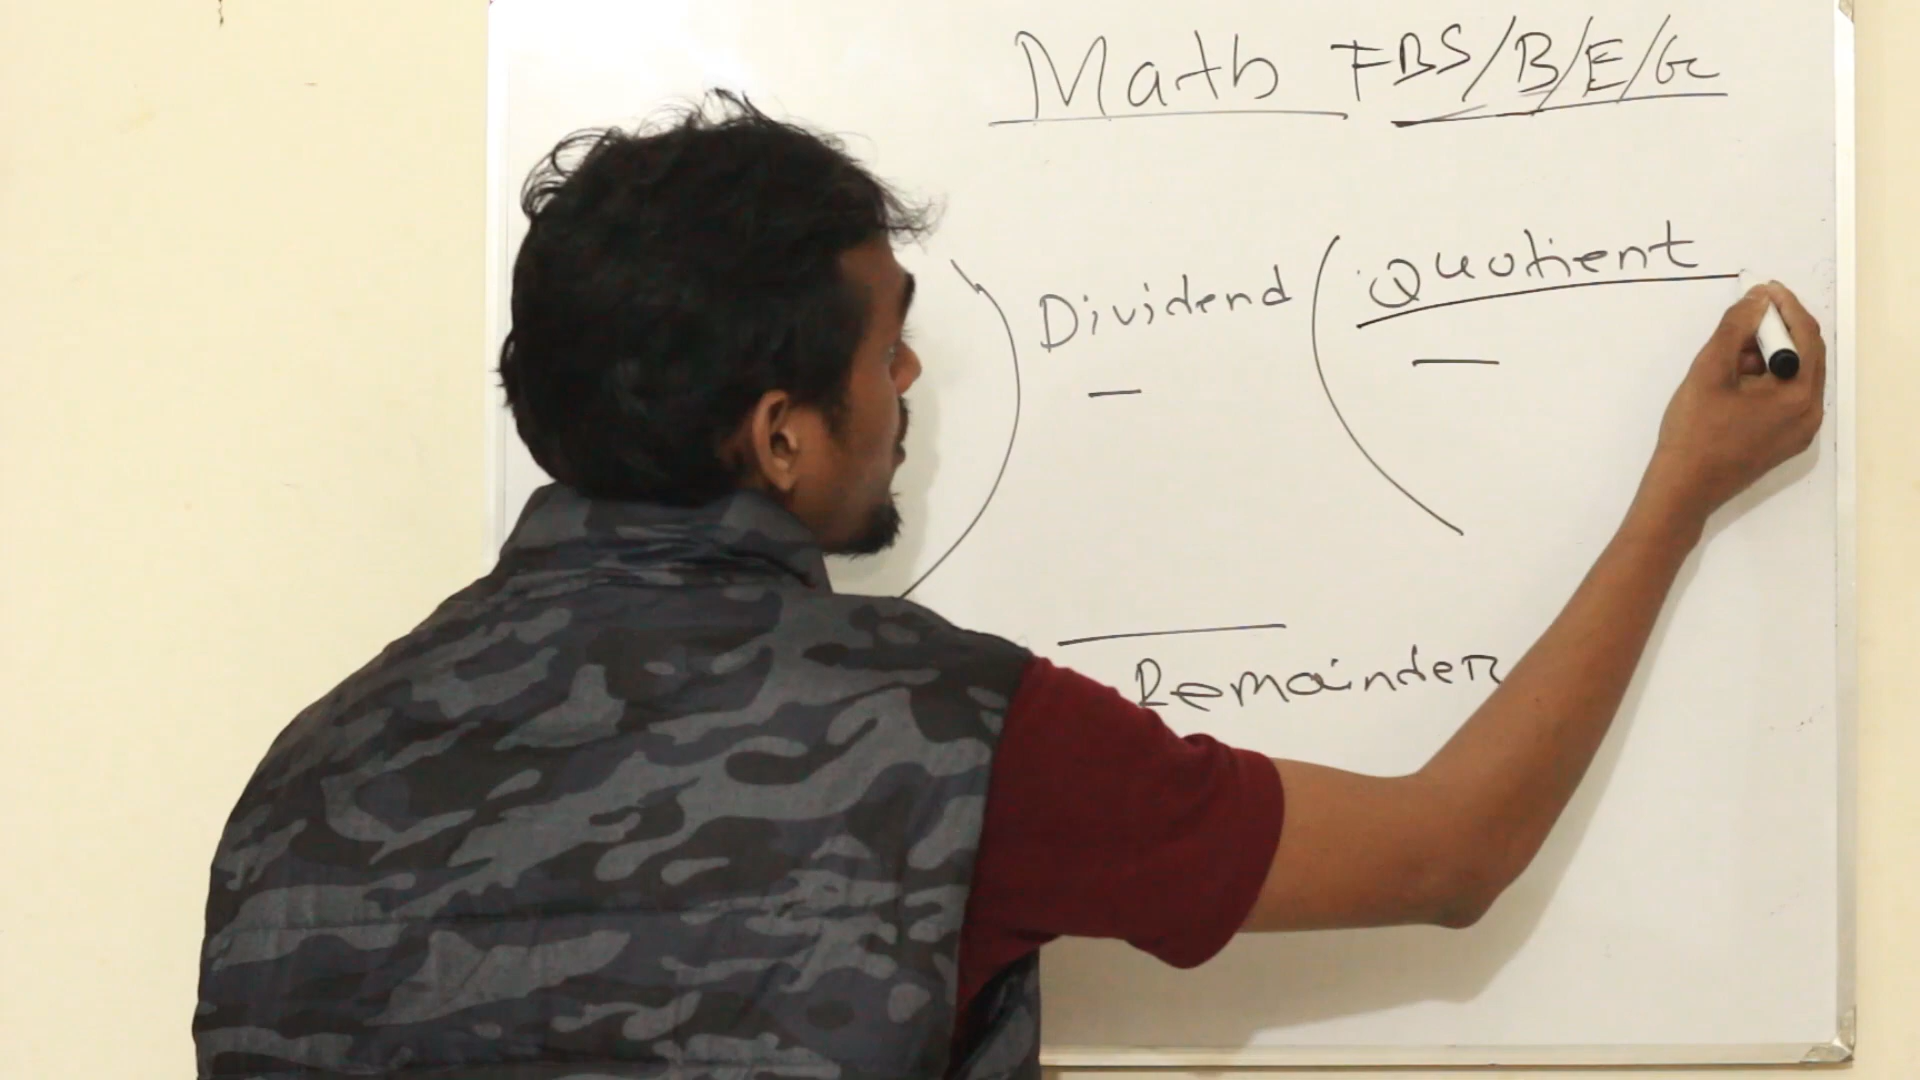 Math FBS/B/E/G
Dividend ( Quotient
Remainder